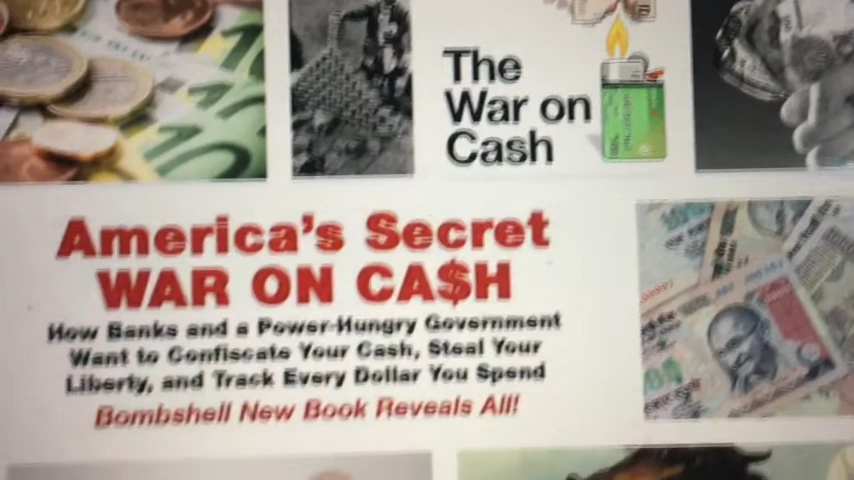 The
War on
Cash
America's Secret
WAR ON CA$H
How Banks and a Power-Hungry Government
Want to Confiscate Your Cash, Steal Your
Liberty, and Track Every Dollar You Spend
Bombshell New Book Reveals All!
10